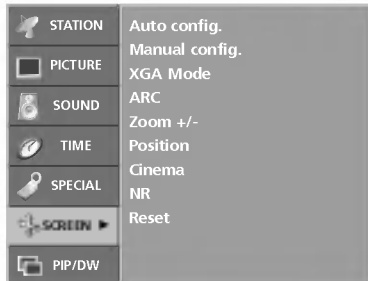 STATION
PICTURE
SOUND
TIME
SPECIAL
SCREEN
PIP/DW
Auto config.
Manual config.
XGA Mode
ARC
Zoom +/-
Position
Cinema
NR
Reset